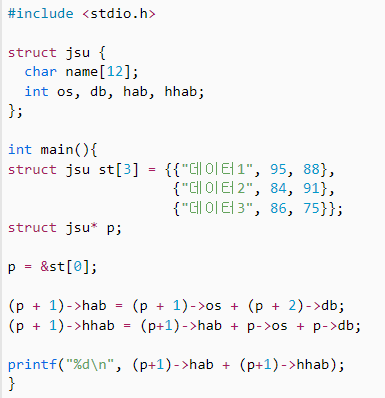 #include <stdio.h>
struct jsu {
char name[12];
int os, db, hab, hhab;
};
int main(){
struct jsu st[3] = {{"데이터1", 95, 88},
{"데이터2", 84, 91},
{"데이터3", 86, 75}};
struct jsu* p;
p = &st[0];
(p + 1)->hab = (p + 1)->os + (p + 2)->db;
(p + 1)->hhab = (p+1)->hab + p->os + p->db;
printf("%d\n", (p+1)->hab + (p+1)->hhab);
}